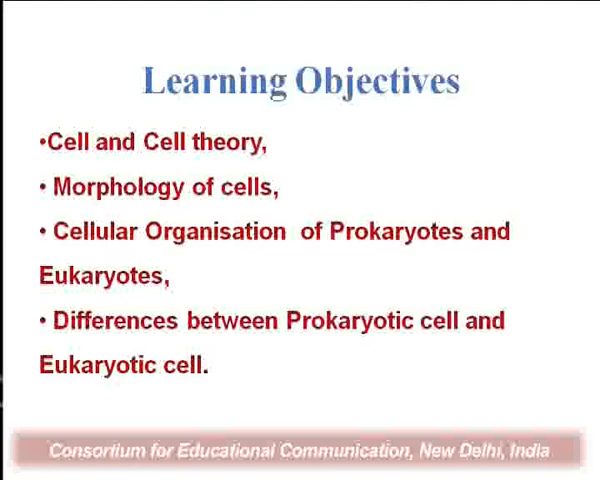 Learning Objectives
•Cell and Cell theory,
• Morphology of cells,
• Cellular Organisation of Prokaryotes and
Eukaryotes,
• Differences between Prokaryotic cell and
Eukaryotic cell.
Consortium for Educational Communication, New Delhi, India